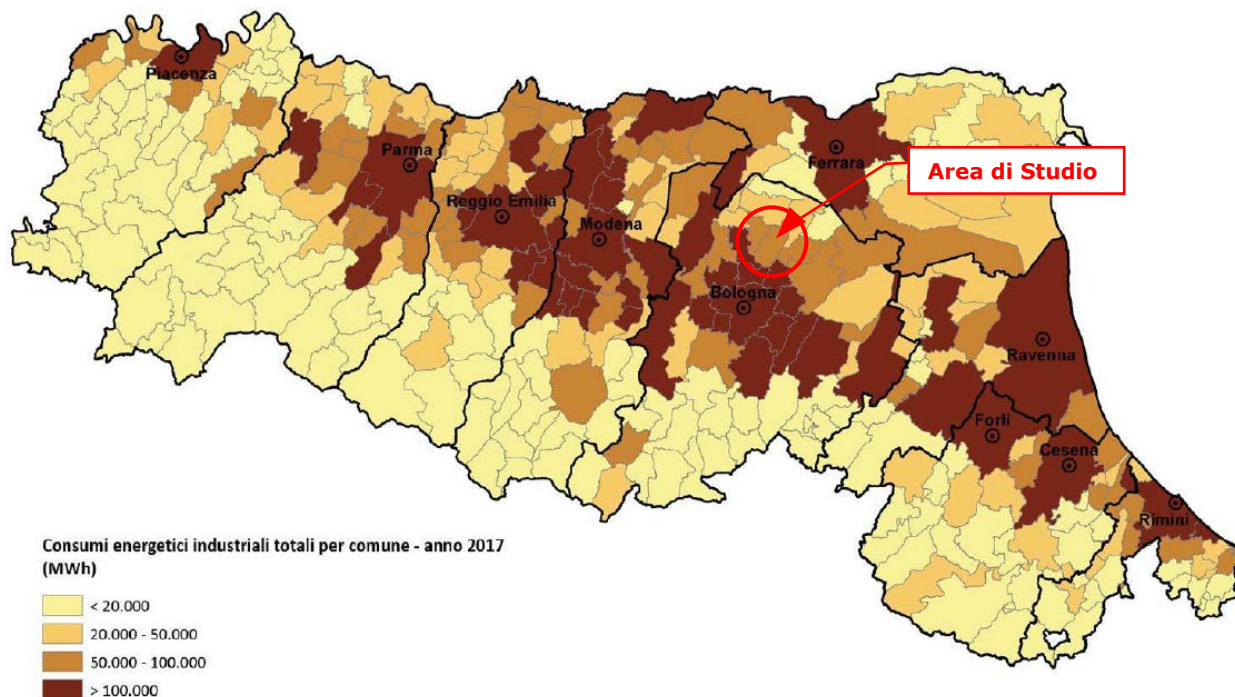 Piacenza
Parma
Ferrara
Area di Studio
Reggio Emilia
Modena
Bologna
Ravenna
Forlì
Cesena
Rimini
Consumi energetici industriali totali per comune - anno 2017
(MWh)
< 20.000
20.000 - 50.000
50.000 - 100.000
> 100.000